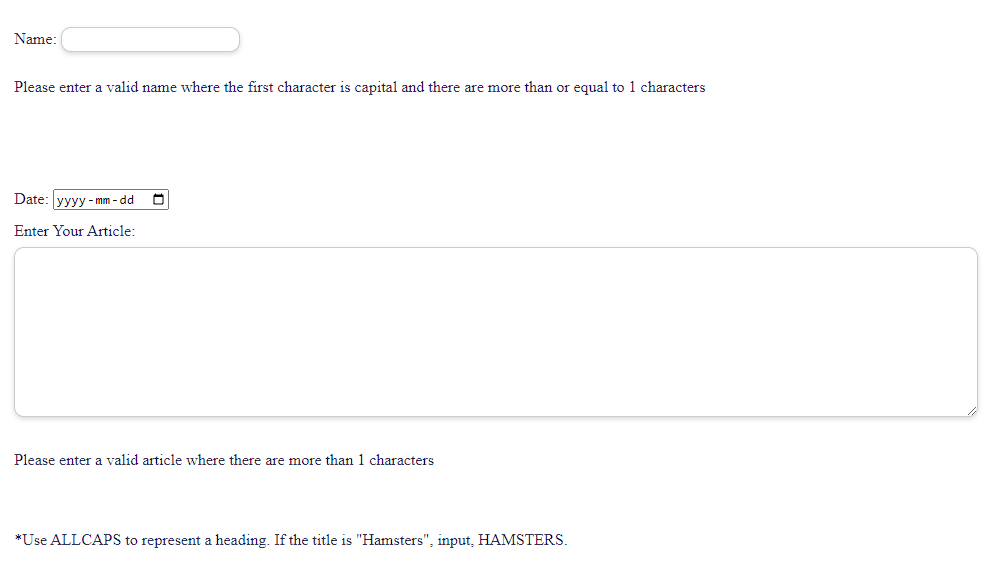 Name:
Please enter a valid name where the first character is capital and there are more than or equal to 1 characters
Date: yyyy-mm-dd
Enter Your Article:
Please enter a valid article where there are more than 1 characters
*Use ALLCAPS to represent a heading. If the title is "Hamsters", input, HAMSTERS.